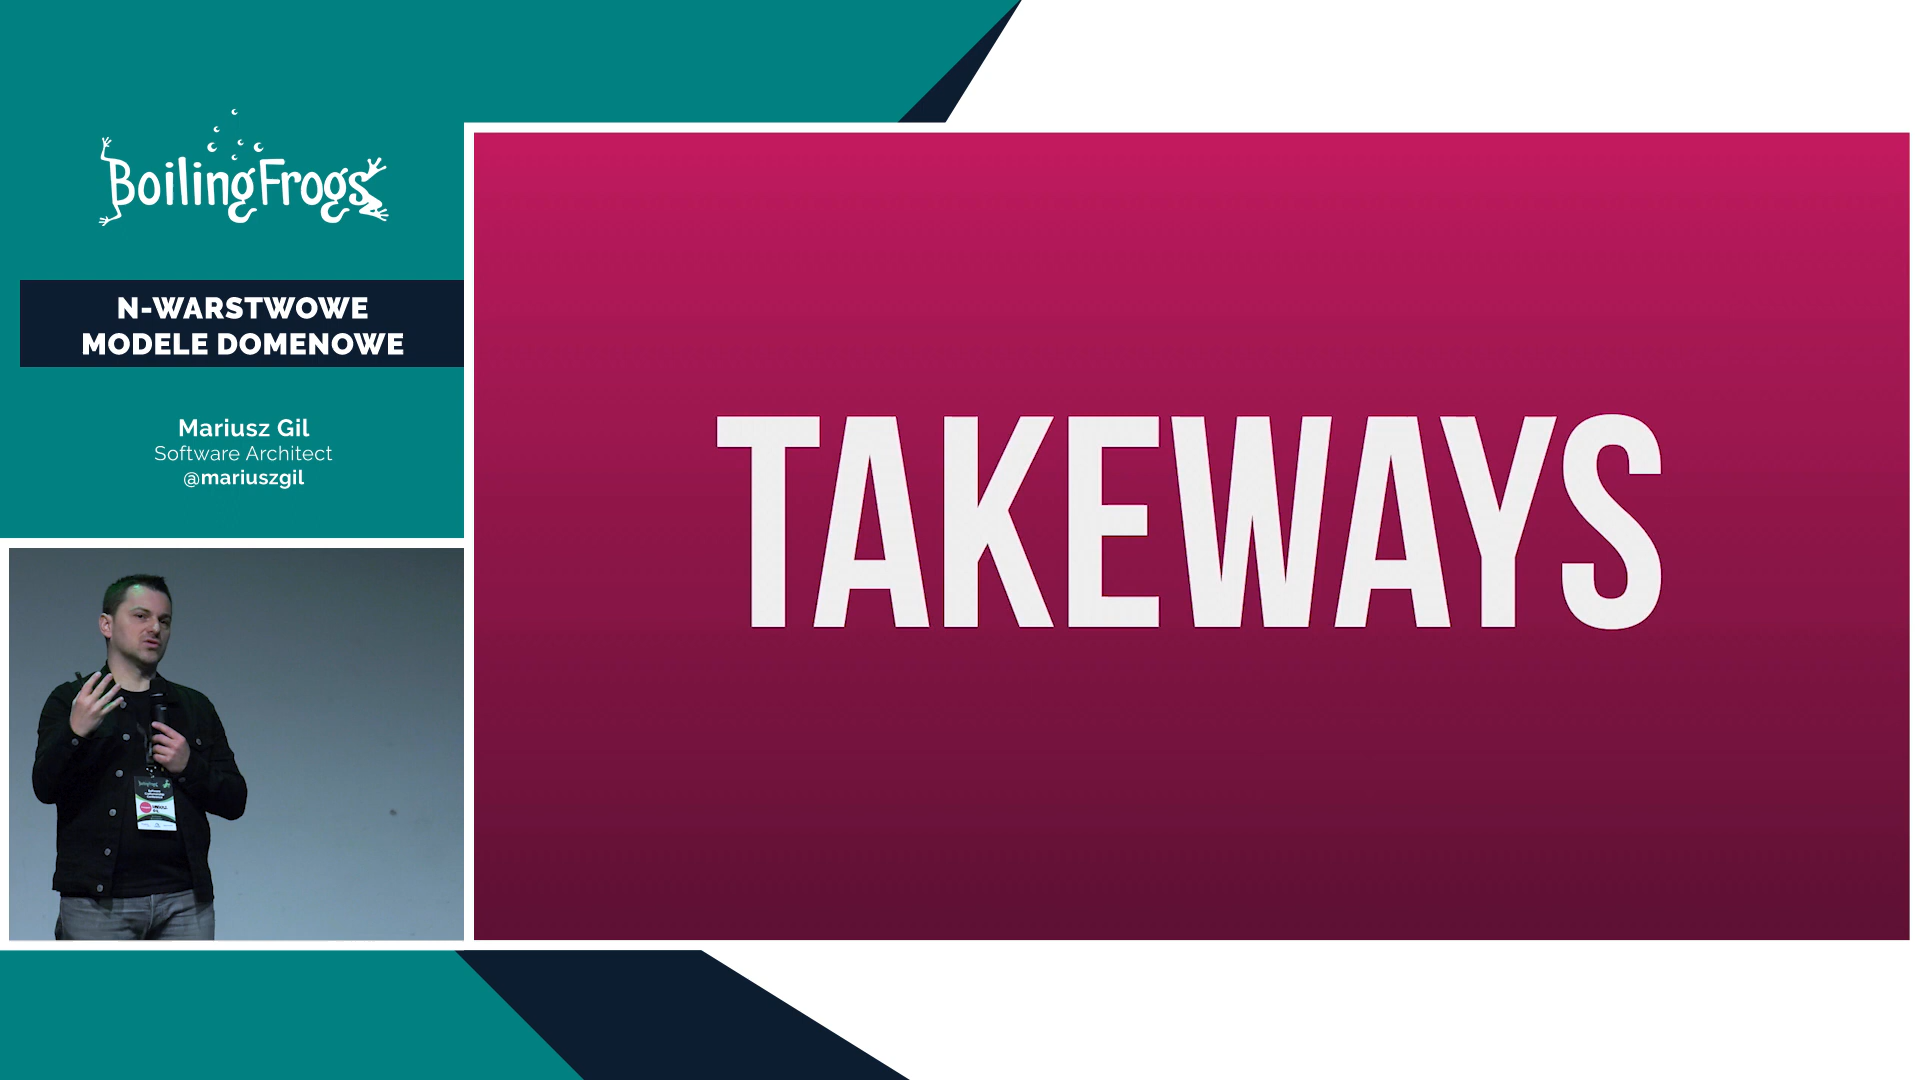 BoilingFrogs
N-WARSTWOWE
MODELE DOMENOWE
Mariusz Gil
Software Architect
@mariuszgil
TAKEWAYS